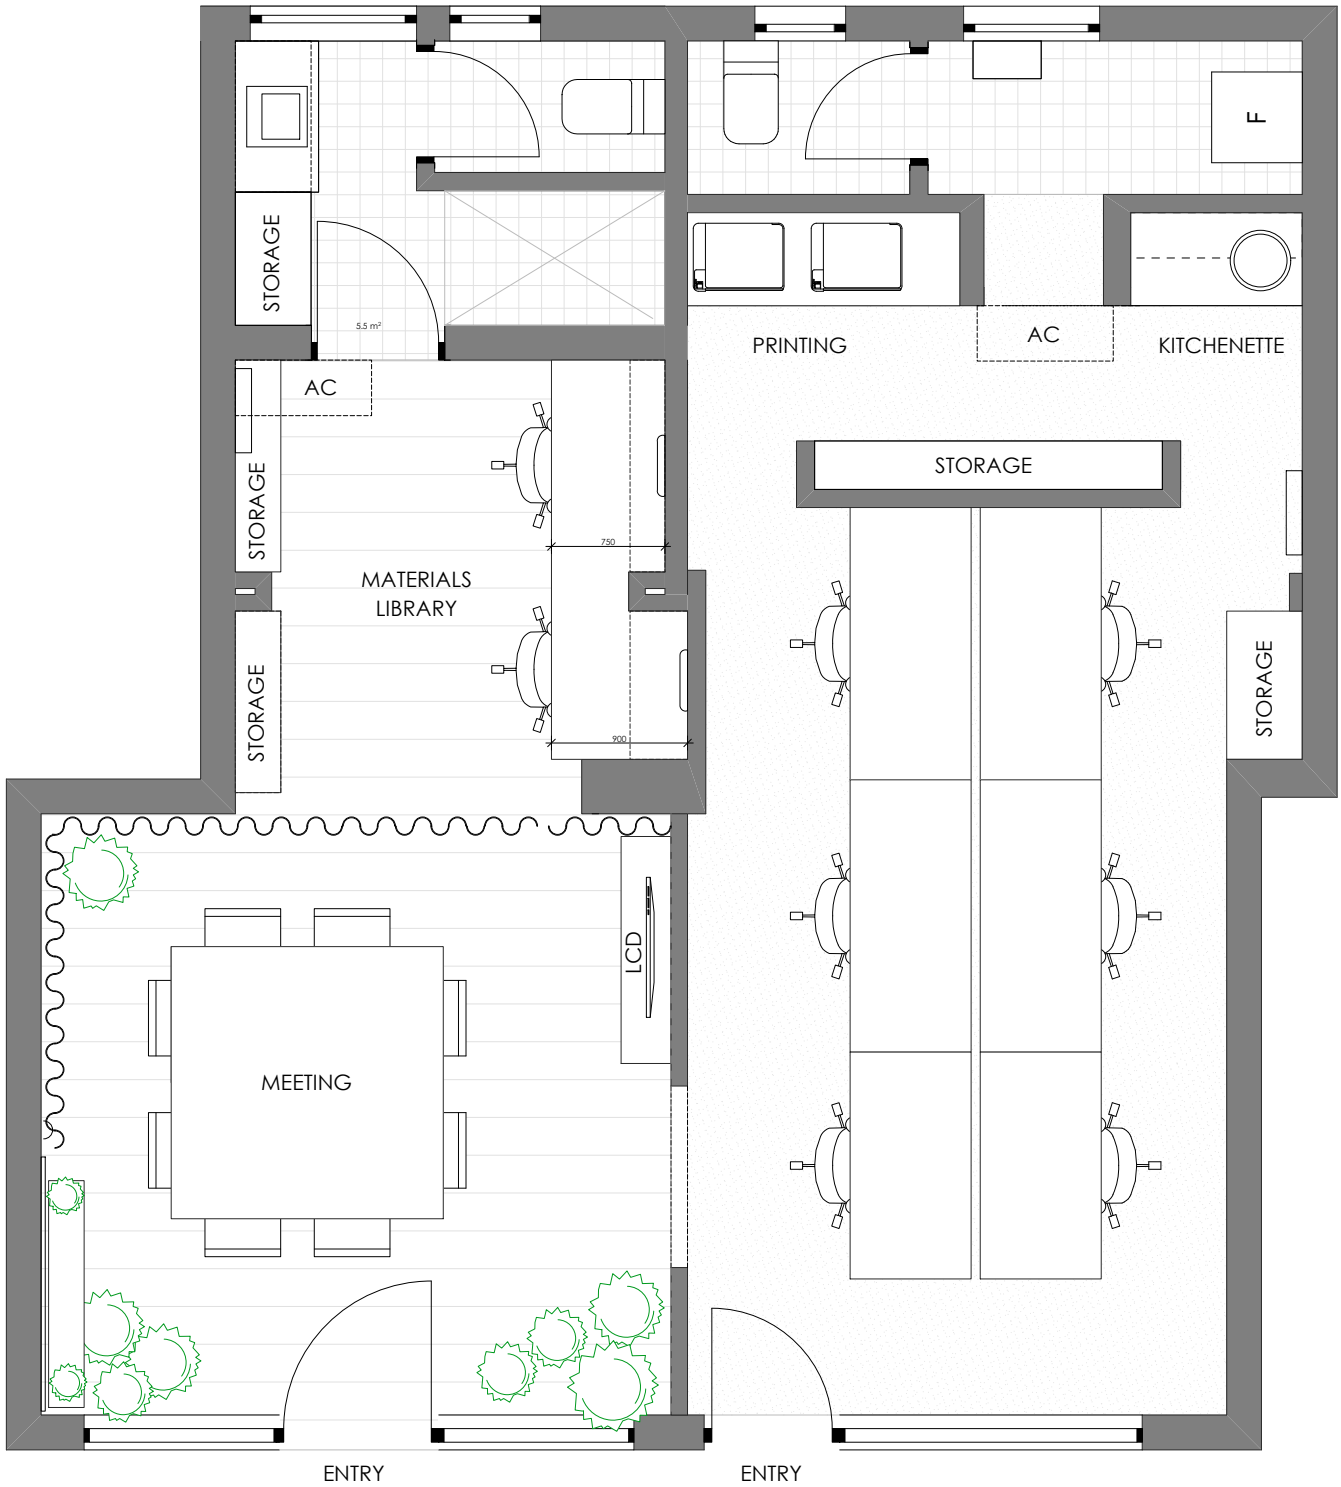 F
STORAGE
5.5 m²
PRINTING
AC
KITCHENETTE
AC
STORAGE
STORAGE
750
MATERIALS
LIBRARY
STORAGE
STORAGE
900
LCD
MEETING
ENTRY
ENTRY